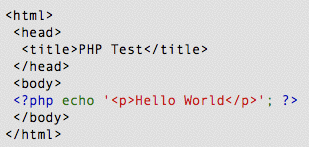 <html>
 <head>
  <title>PHP Test</title>
 </head>
 <body>
 <?php echo '<p>Hello World</p>'; ?>
 </body>
</html>